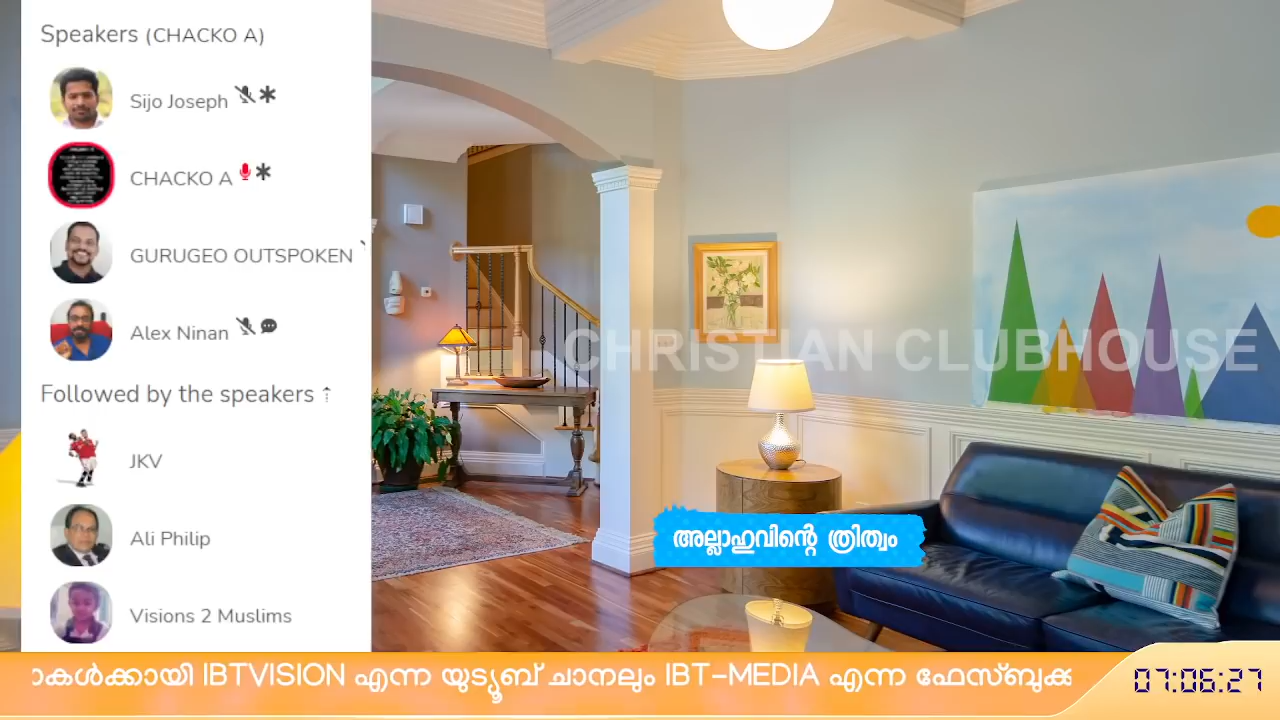 Speakers (CHACKO A)
Sijo Joseph
CHACKO A
GURUGEO OUTSPOKEN
Alex Ninan
Followed by the speakers
JKV
Ali Philip
Visions 2 Muslims
CHRISTIAN CLUBHOUSE
അല്ലാഹുവിന്റെ ത്രിത്വം
കൾക്കായി IBTVISION എന്ന യുട്യൂബ് ചാനലും IBT-MEDIA എന്ന ഫേസ്ബുക്ക
07:06:27